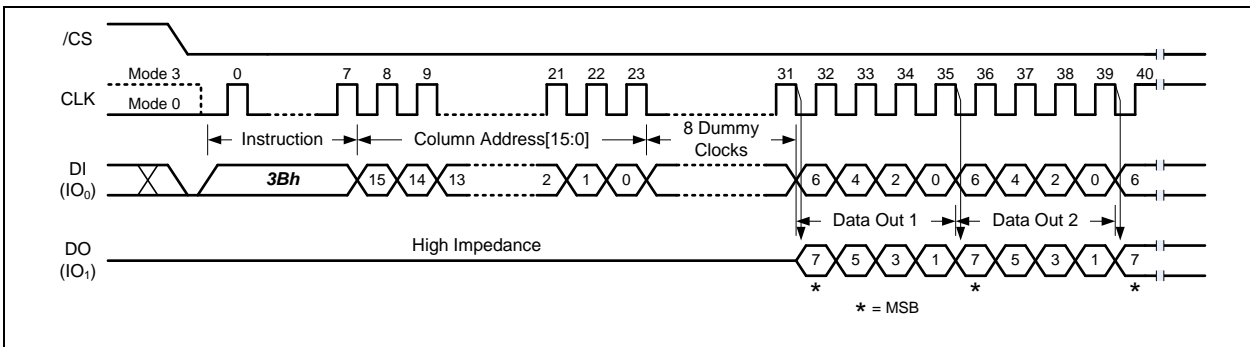 /CS
Mode 3
0 7 8 9 21 22 23 31 32 33 34 35 36 37 38 39 40
CLK
Mode 0
Instruction Column Address[15:0] 8 Dummy Clocks
DI
(IO0)
3Bh 15 14 13 2 1 0 6 4 2 0 6 4 2 0 6
Data Out 1 Data Out 2
High Impedance
DO
(IO1)
7 5 3 1 7 5 3 1 7
* * *
* = MSB